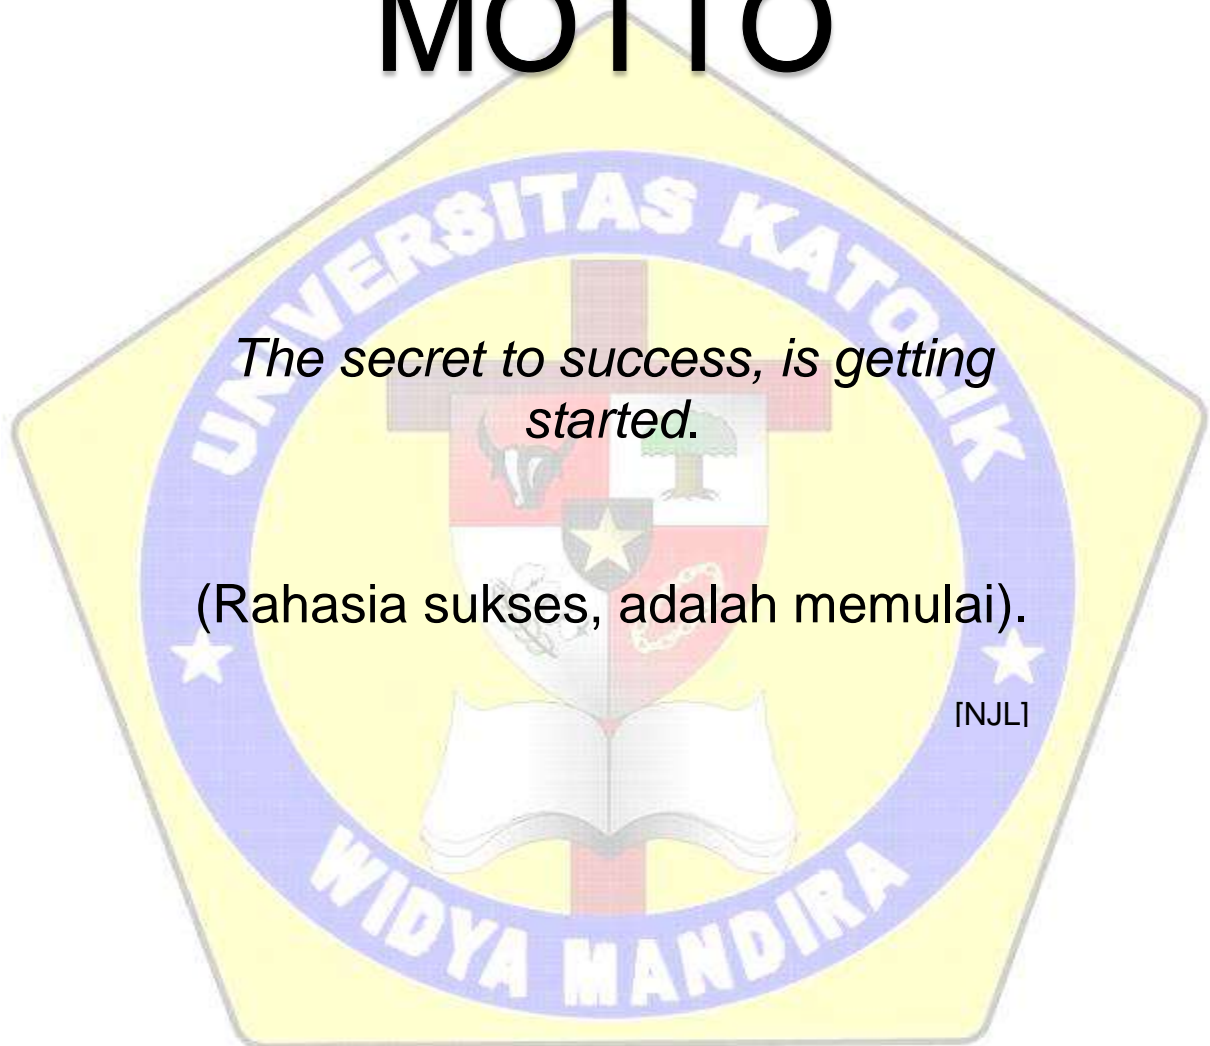 MOTTO
UNIVERSITAS KATOLIK
The secret to success, is getting
started.
(Rahasia sukses, adalah memulai).
[NJL]
WIDYA MANDIRA